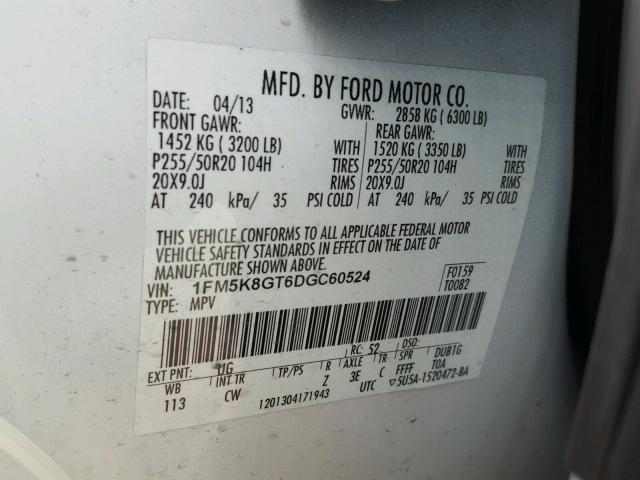 MFD. BY FORD MOTOR CO.
DATE: 04/13 GVWR: 2858 KG ( 6300 LB)
FRONT GAWR: REAR GAWR:
1452 KG ( 3200 LB) WITH 1520 KG ( 3350 LB) WITH
P255/50R20 104H TIRES P255/50R20 104H TIRES
20X9.0J RIMS 20X9.0J RIMS
AT 240 kPa/ 35 PSI COLD AT 240 kPa/ 35 PSI COLD
THIS VEHICLE CONFORMS TO ALL APPLICABLE FEDERAL MOTOR
VEHICLE SAFETY STANDARDS IN EFFECT ON THE DATE OF
MANUFACTURE SHOWN ABOVE.
VIN: 1FM5K8GT6DGC60524 F0159
TYPE: MPV T0082
EXT PNT: UG RC: 52 DSO:
WB INT TR TP/PS R AXLE TR SPR DUB1G
113 CW Z 3E C FFFF TOA
1201304171943 UTC ▽5U5A-1520472-BA